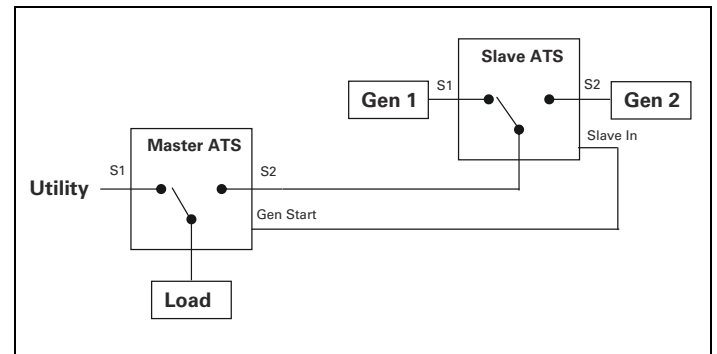 Slave ATS
S1
S2
Gen 1
Gen 2
Slave In
Master ATS
S1
S2
Utility
Gen Start
Load